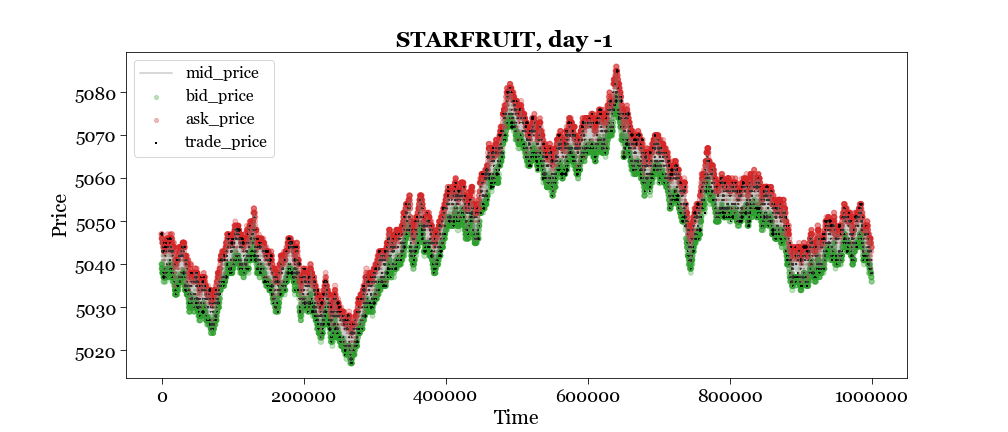 STARFRUIT, day -1
mid_price
bid_price
ask_price
trade_price
Price
5080
5070
5060
5050
5040
5030
5020
0 200000 400000 600000 800000 1000000
Time